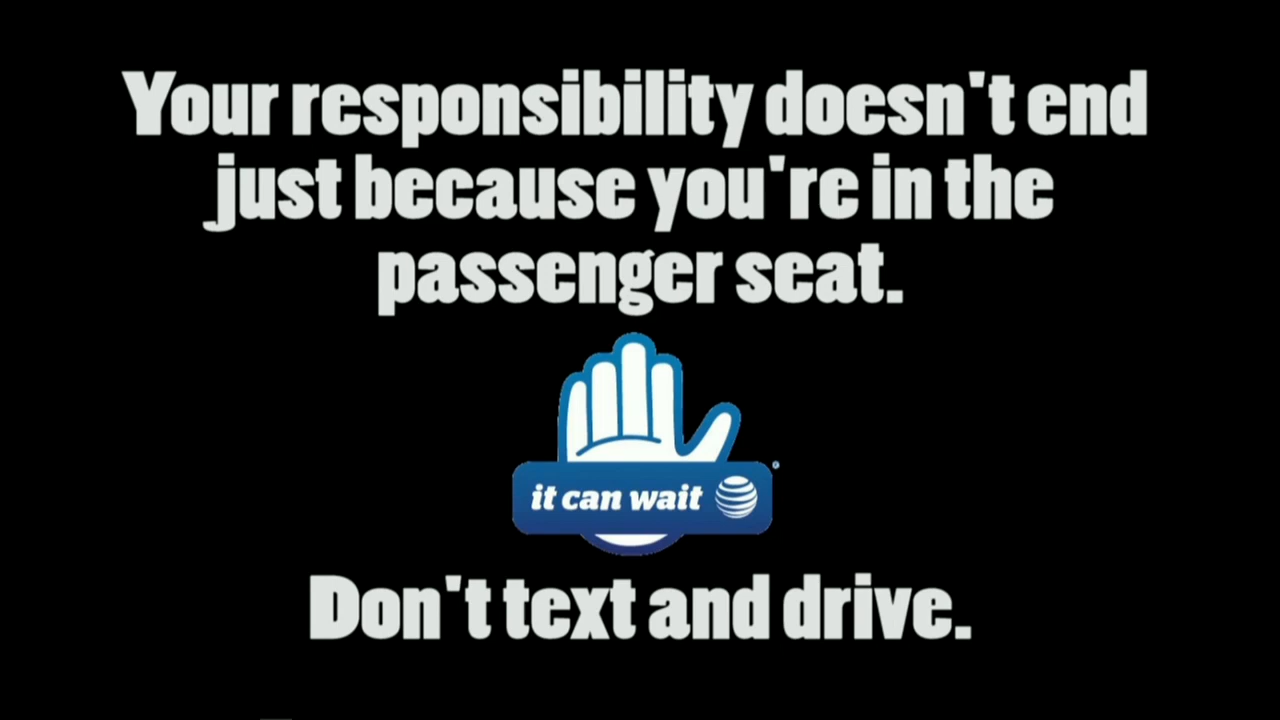 Your responsibility doesn't end
just because you're in the
passenger seat.
it can wait
Don't text and drive.